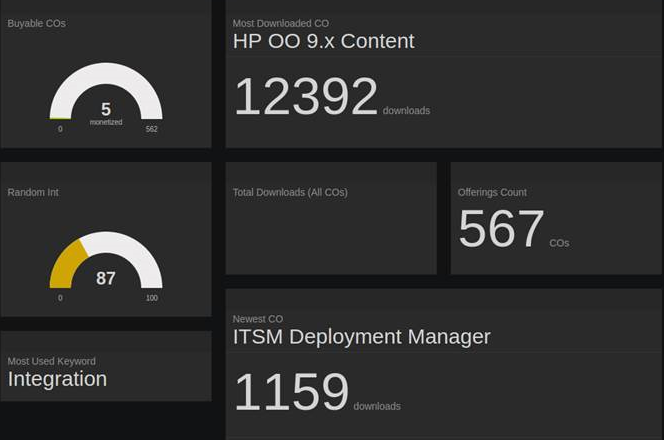 Buyable COs
5
monetized
0
562
Most Downloaded CO
HP OO 9.x Content
12392 downloads
Random Int
87
0
100
Total Downloads (All COs)
Offerings Count
567 COs
Most Used Keyword
Integration
Newest CO
ITSM Deployment Manager
1159 downloads